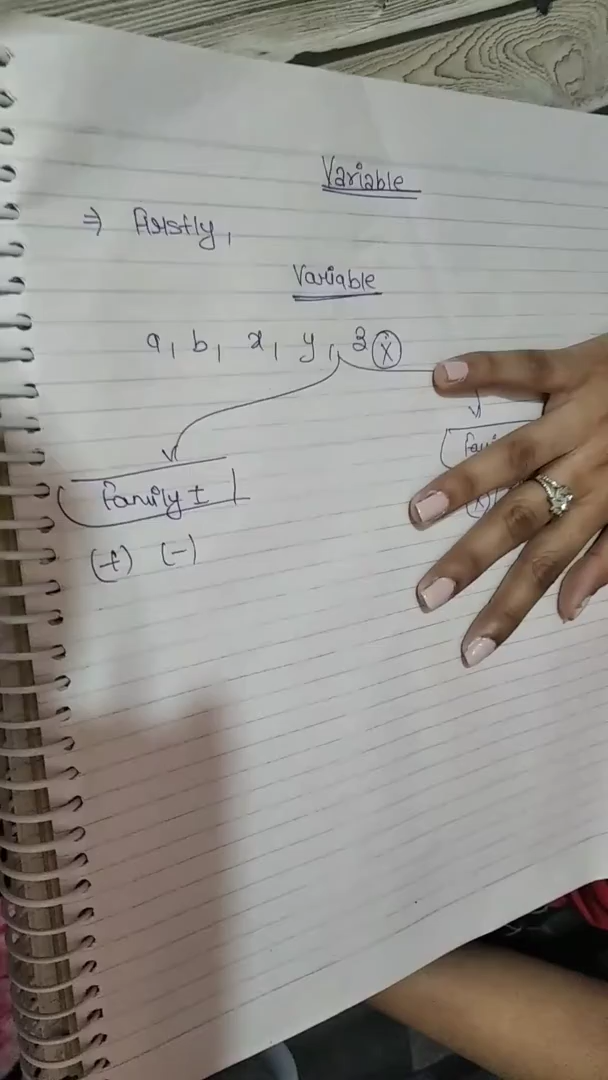 Variable
⇒ Firstly,
Variable
a, b, x, y, z (x)
Family I
(+) (-)